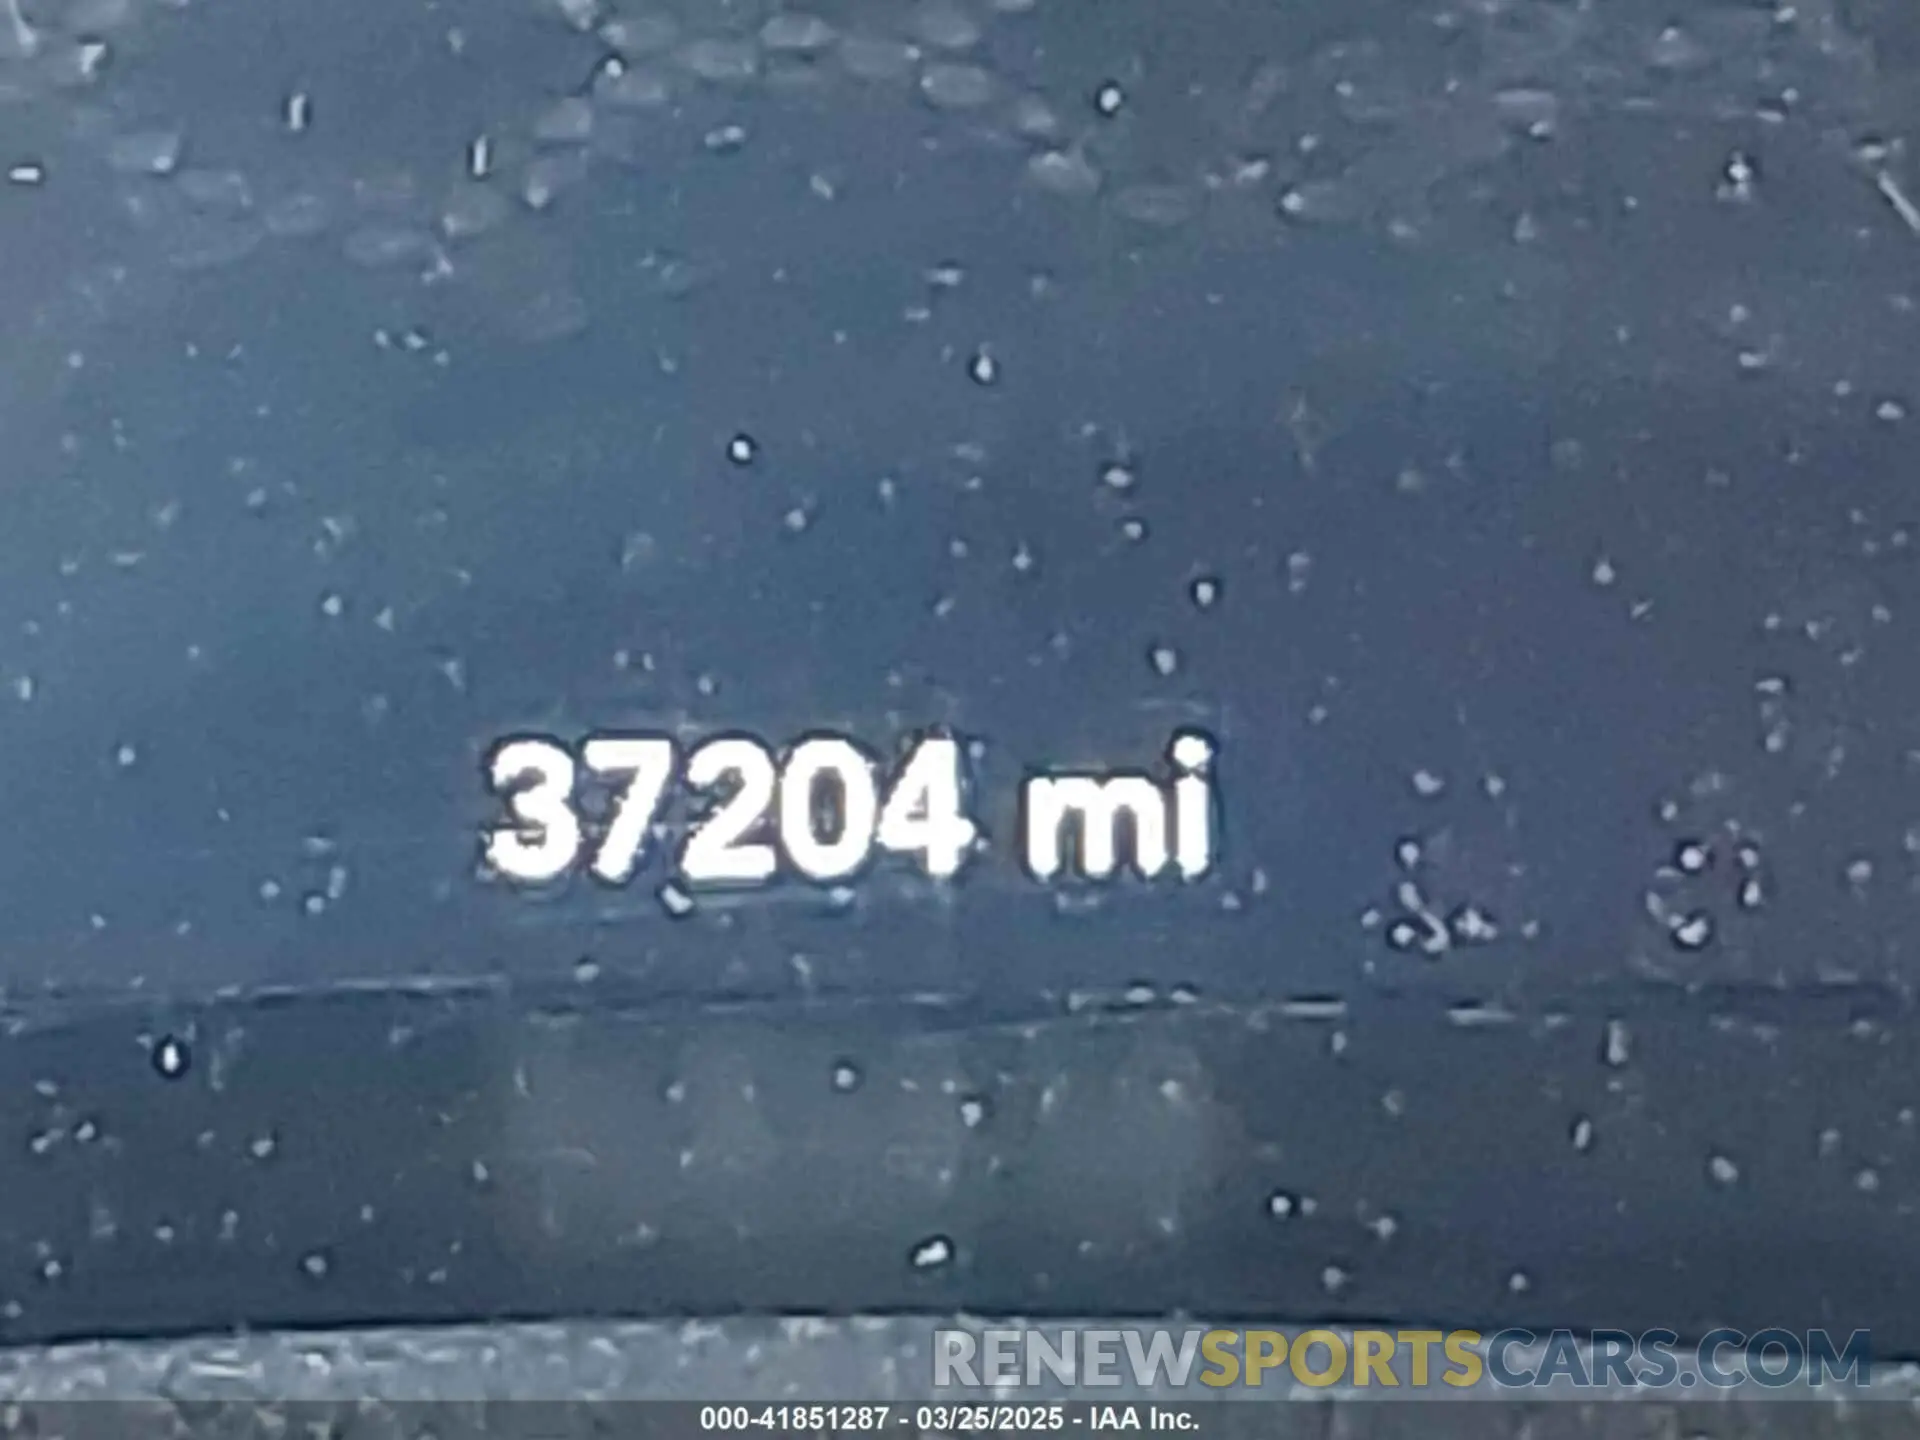 37204 mi
RENEWSPORTSCARS.COM
000-41851287 - 03/25/2025 - IAA Inc.